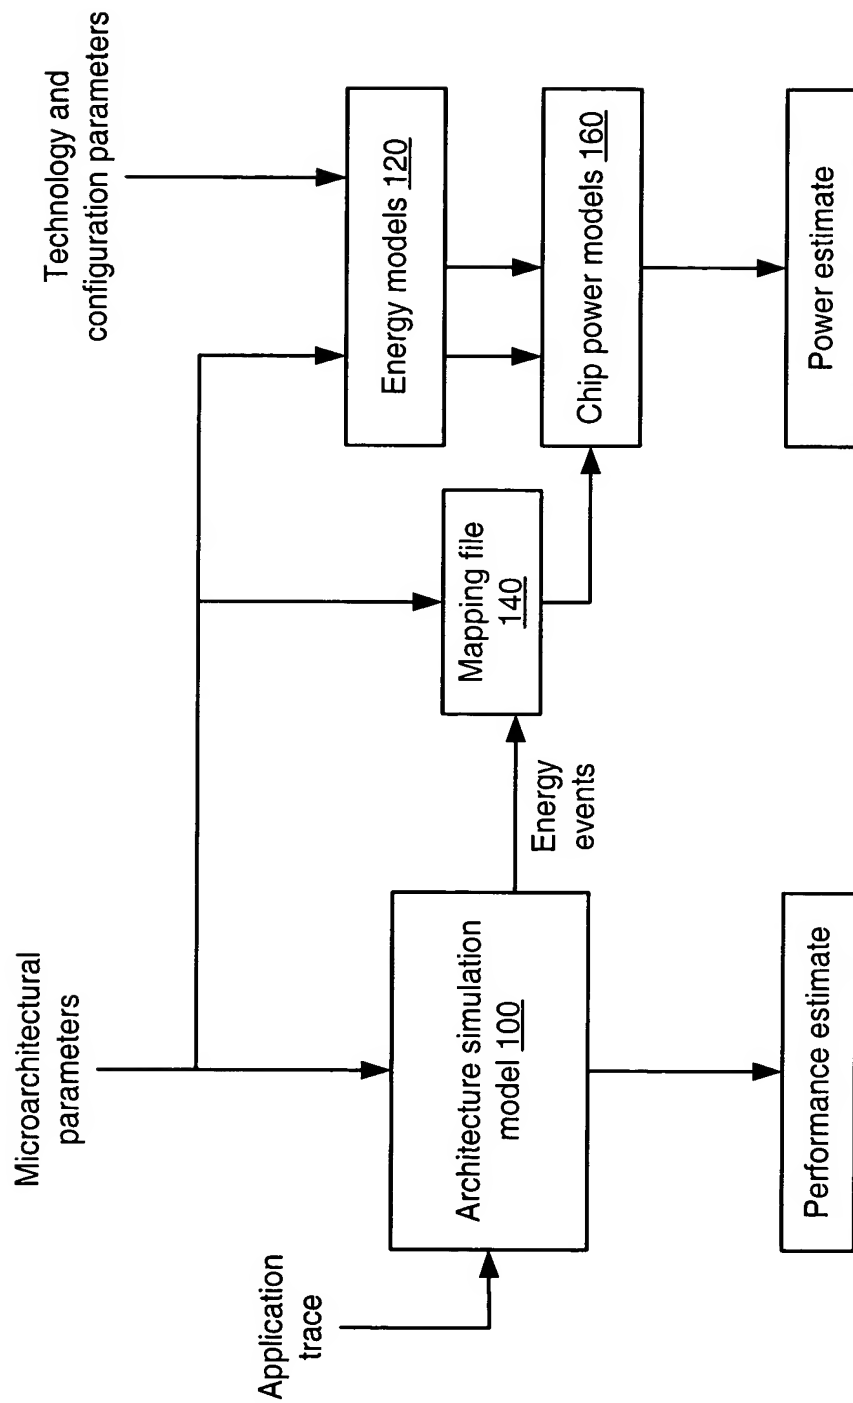 Microarchitectural
parameters
Technology and
configuration parameters
Application
trace
Architecture simulation
model 100
Energy
events
Mapping file
140
Energy models 120
Chip power models 160
Performance estimate
Power estimate